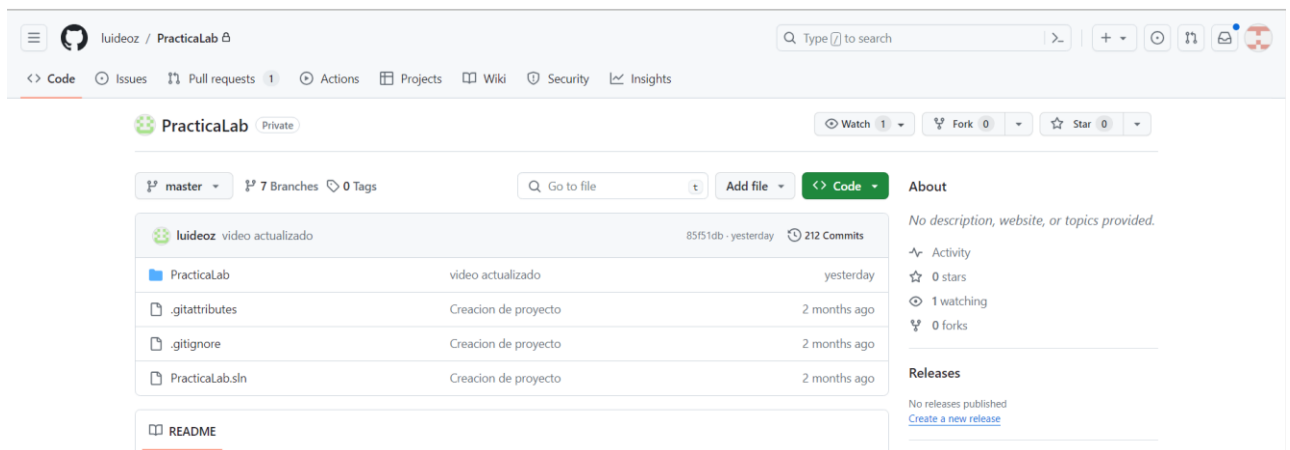 luideoz / PracticaLab
Type / to search
<> Code Issues Pull requests 1 Actions Projects Wiki Security Insights
PracticaLab Private
Watch 1 Fork 0 Star 0
master 7 Branches 0 Tags Go to file t Add file <> Code
About
No description, website, or topics provided.
luideoz video actualizado 85f51db · yesterday 212 Commits
Activity
PracticaLab video actualizado yesterday
0 stars
1 watching
.gitattributes Creacion de proyecto 2 months ago
0 forks
.gitignore Creacion de proyecto 2 months ago
PracticaLab.sln Creacion de proyecto 2 months ago
Releases
No releases published
Create a new release
README